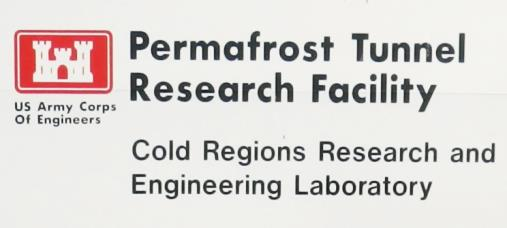 Permafrost Tunnel
Research Facility
US Army Corps
Of Engineers
Cold Regions Research and
Engineering Laboratory